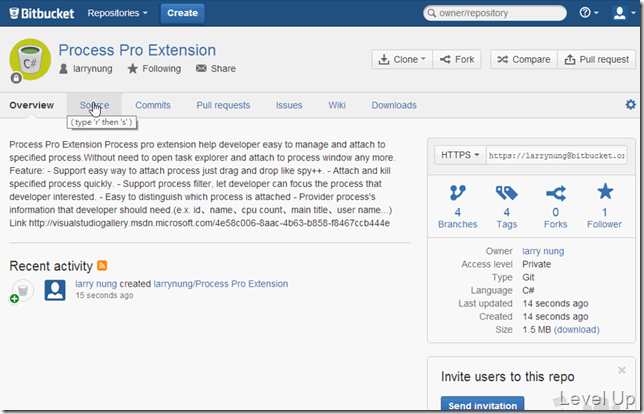 Bitbucket Repositories Create owner/repository
Process Pro Extension
larrynung Following Share
Clone Fork Compare Pull request
Overview Source Commits Pull requests Issues Wiki Downloads
( type 'r' then 's' )
Process Pro Extension Process pro extension help developer easy to manage and attach to
specified process.Without need to open task explorer and attach to process window any more.
Feature: - Support easy way to attach process just drag and drop like spy++. - Attach and kill
specified process quickly. - Support process filter, let developer can focus the process that
developer interested. - Easy to distinguish which process is attached - Provider process's
information that developer should need.(e.x. id、name、cpu count、main title、user name...)
Link http://visualstudiogallery.msdn.microsoft.com/4e58c006-8aac-4b63-b858-f8467ccb444e
Recent activity
larry nung created larrynung/Process Pro Extension
15 seconds ago
HTTPS https://larrynung@bitbucket.or
4 4 0 1
Branches Tags Forks Follower
Owner larry nung
Access level Private
Type Git
Language C#
Last updated 14 seconds ago
Created 14 seconds ago
Size 1.5 MB (download)
Invite users to this repo
Send invitation
Level Up
C#